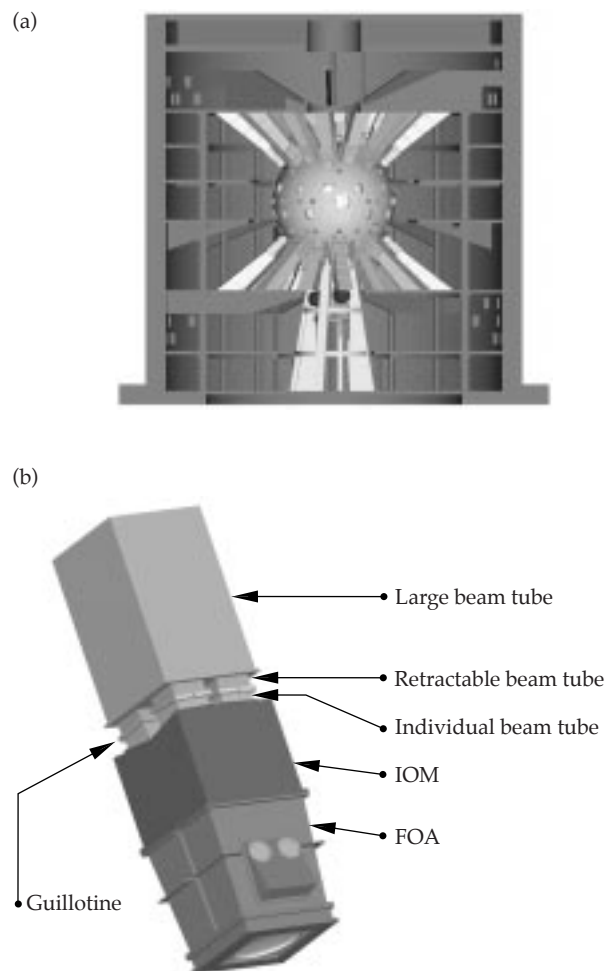 (a)
(b)
Large beam tube
Retractable beam tube
Individual beam tube
IOM
FOA
Guillotine